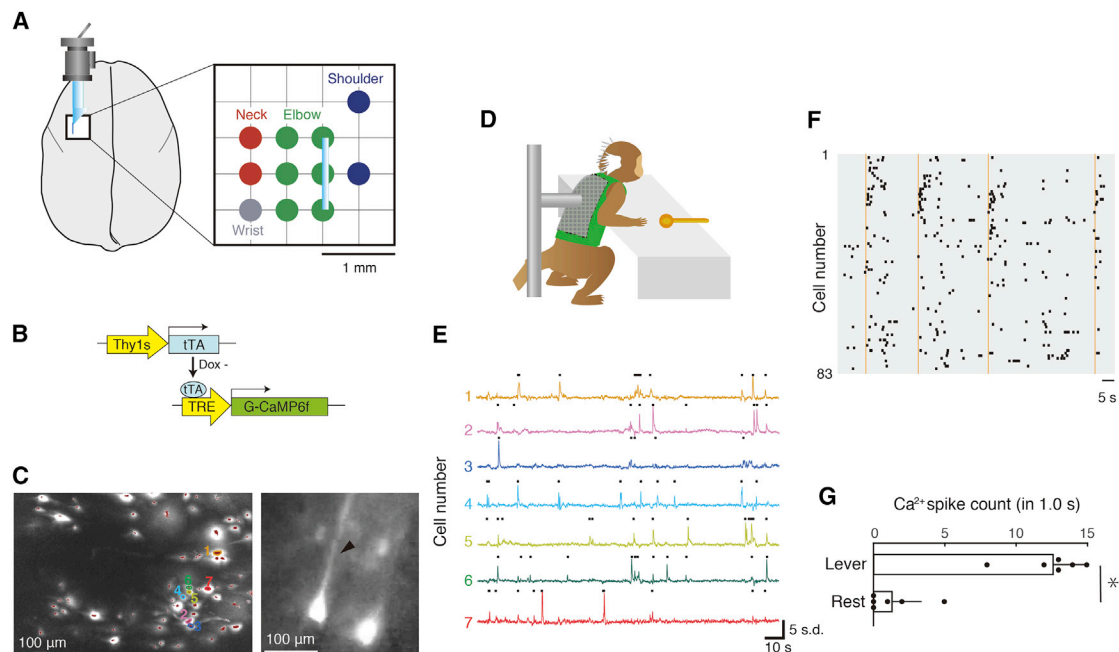 A
Shoulder
Neck
Elbow
Wrist
1 mm
B
Thy1s
tTA
Dox -
tTA
TRE
G-CaMP6f
C
1
7
100 µm
D
E
Cell number
1
2
3
4
5
6
7
5 s.d.
10 s
F
Cell number
1
83
5 s
G
Ca²⁺ spike count (in 1.0 s)
0 5 10 15
Lever
Rest
*